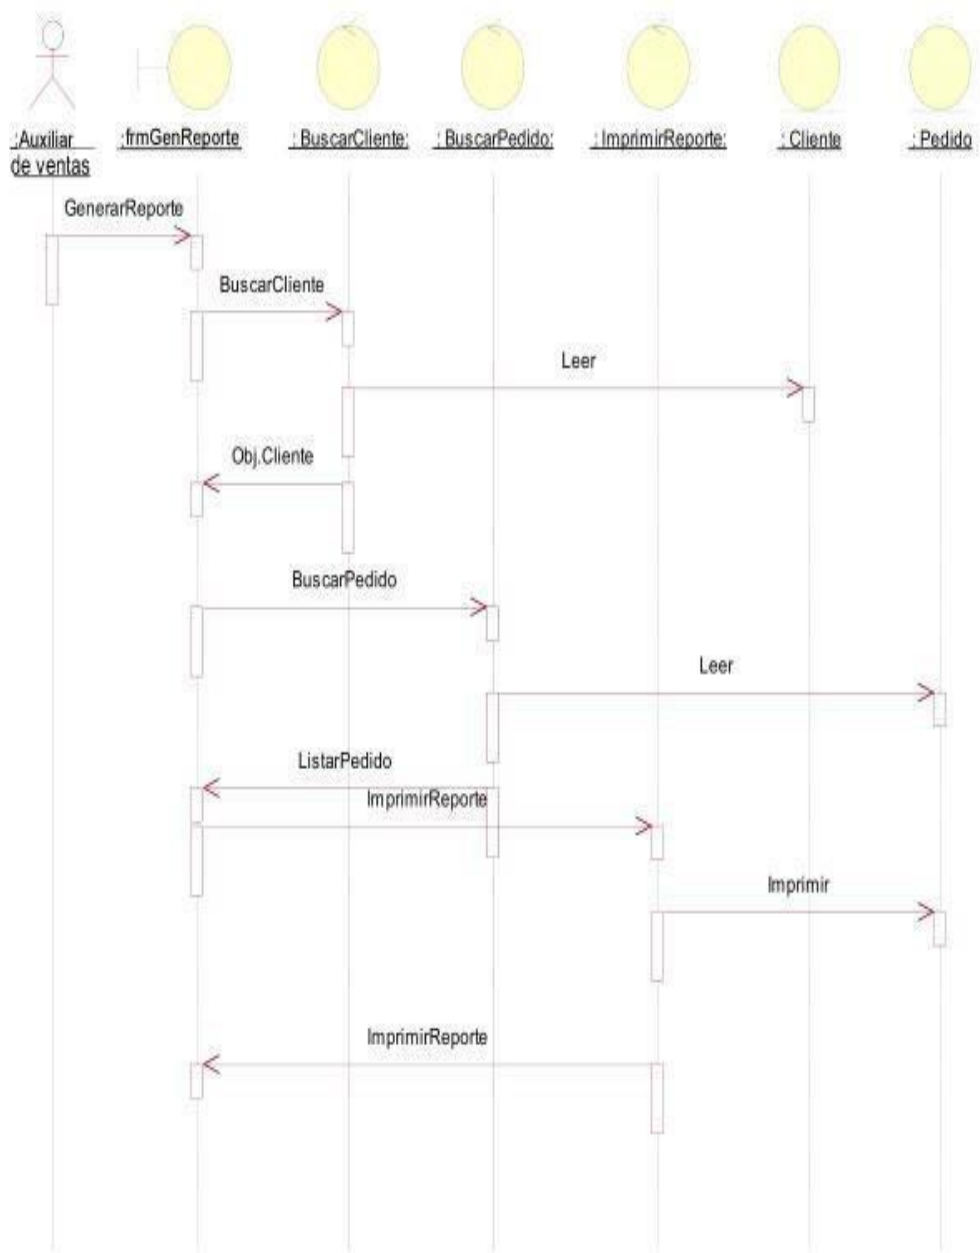 :Auxiliar
de ventas
:frmGenReporte
: BuscarCliente:
: BuscarPedido:
: ImprimirReporte:
: Cliente
: Pedido
GenerarReporte
BuscarCliente
Leer
Obj.Cliente
BuscarPedido
Leer
ListarPedido
ImprimirReporte
Imprimir
ImprimirReporte